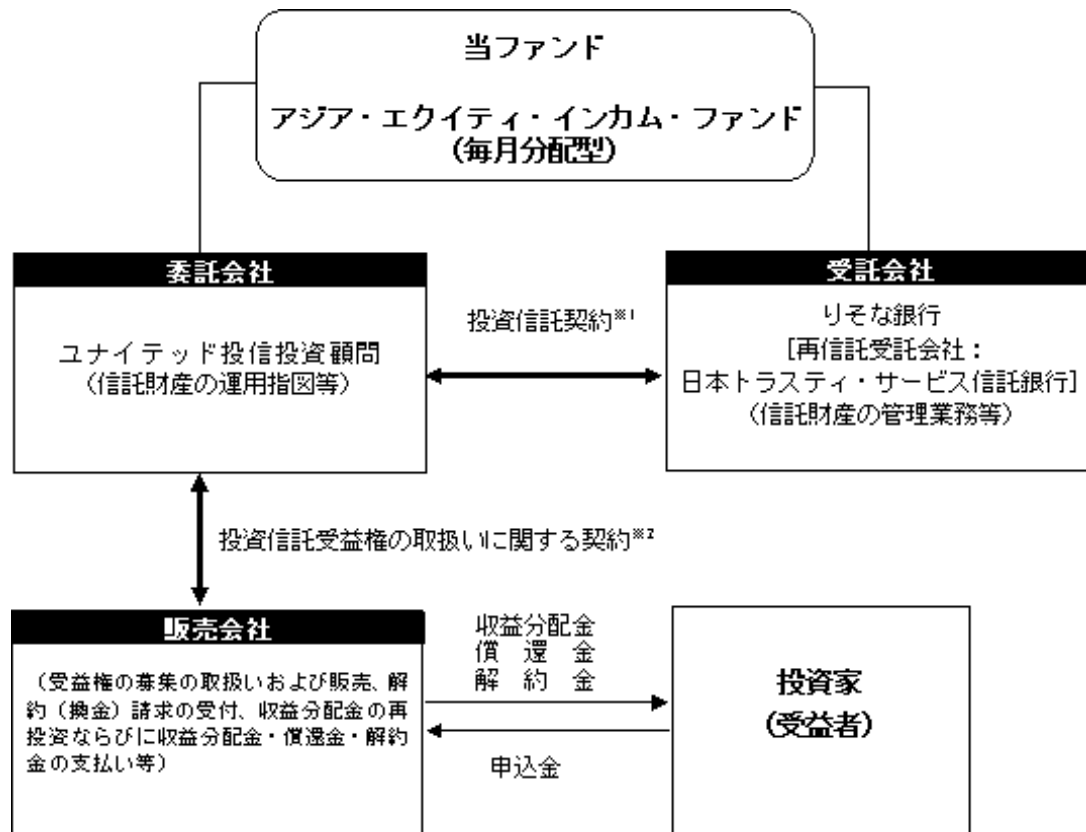 当ファンド
アジア・エクイティ・インカム・ファンド
(毎月分配型)
委託会社
ユナイテッド投信投資顧問
(信託財産の運用指図等)
投資信託契約※1
受託会社
りそな銀行
[再信託受託会社:
日本トラスティ・サービス信託銀行]
(信託財産の管理業務等)
投資信託受益権の取扱いに関する契約※2
販売会社
(受益権の募集の取扱いおよび販売、解
約(換金)請求の受付、収益分配金の再
投資ならびに収益分配金・償還金・解約
金の支払い等)
収益分配金
償 還 金
解 約 金
申込金
投資家
(受益者)